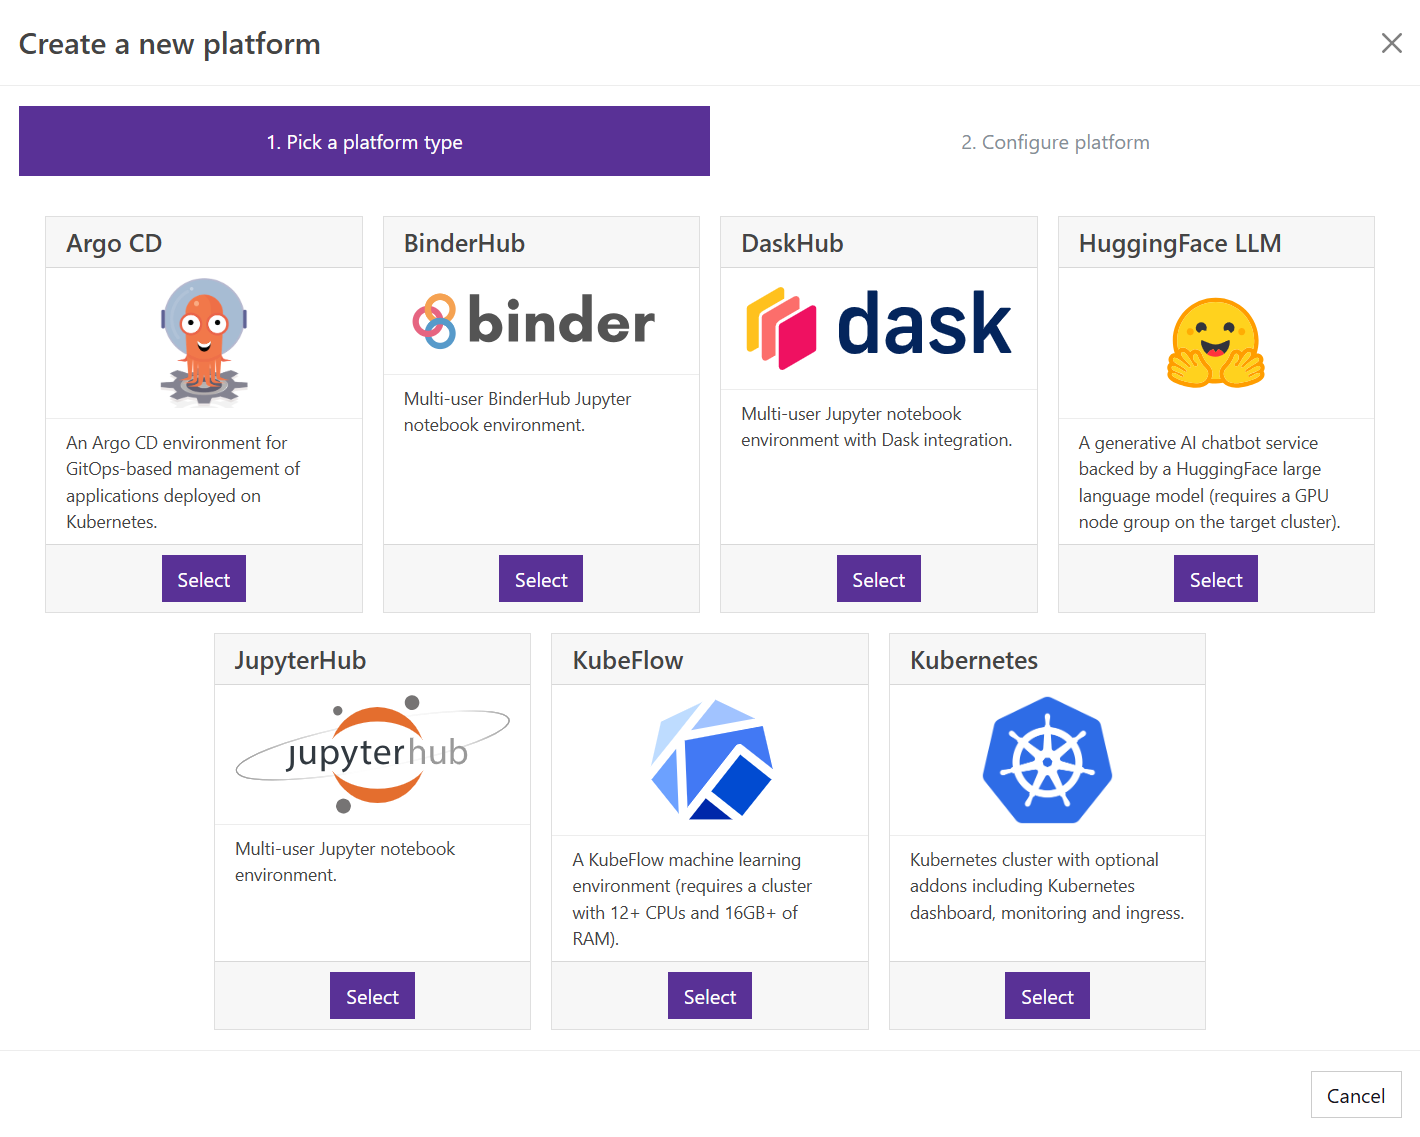 Create a new platform
1. Pick a platform type
2. Configure platform
Argo CD
An Argo CD environment for
GitOps-based management of
applications deployed on
Kubernetes.
Select
BinderHub
binder
Multi-user BinderHub Jupyter
notebook environment.
Select
DaskHub
dask
Multi-user Jupyter notebook
environment with Dask integration.
Select
HuggingFace LLM
A generative AI chatbot service
backed by a HuggingFace large
language model (requires a GPU
node group on the target cluster).
Select
JupyterHub
jupyterhub
Multi-user Jupyter notebook
environment.
Select
KubeFlow
A KubeFlow machine learning
environment (requires a cluster
with 12+ CPUs and 16GB+ of
RAM).
Select
Kubernetes
Kubernetes cluster with optional
addons including Kubernetes
dashboard, monitoring and ingress.
Select
Cancel